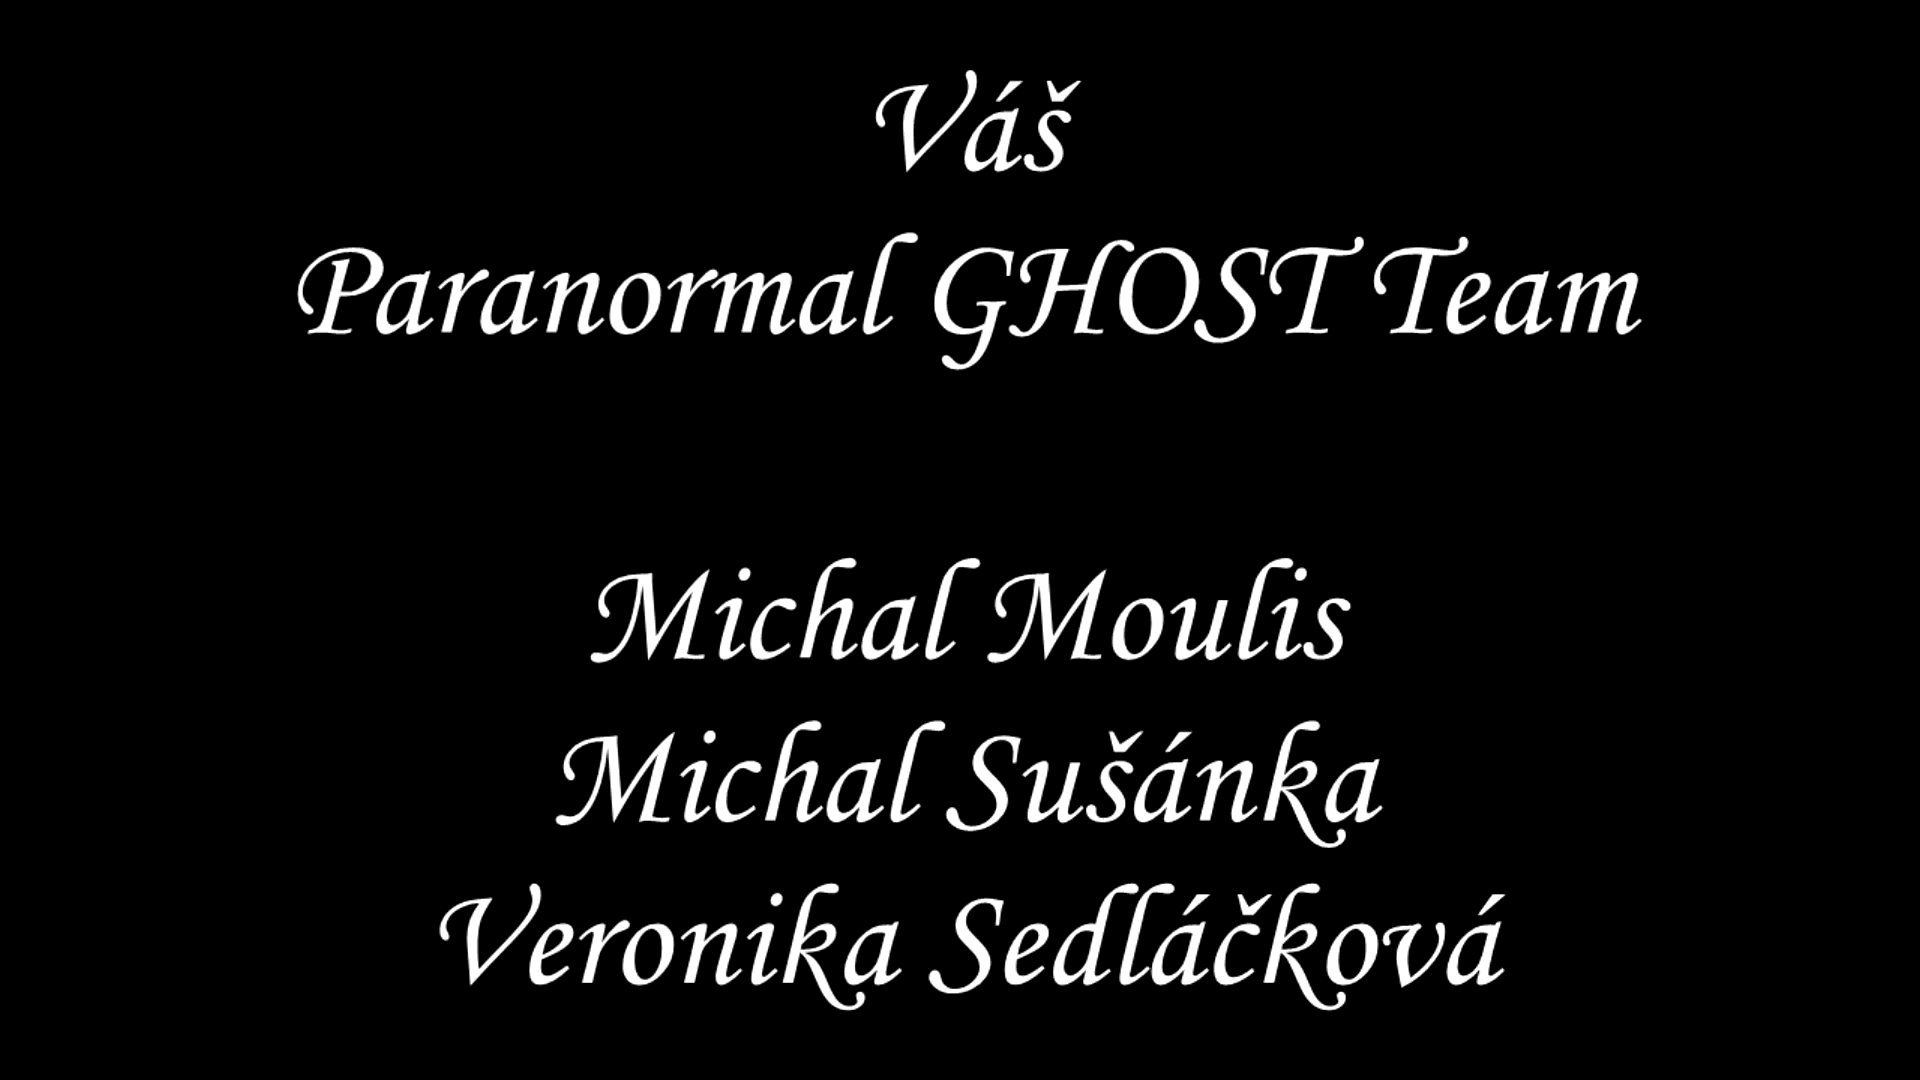 Váš
Paranormal GHOST Team
Michal Moulis
Michal Sušánka
Veronika Sedláčková